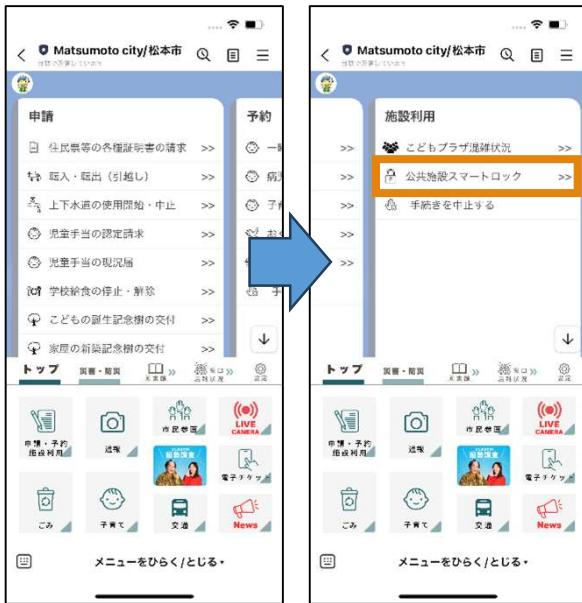 Matsumoto city/松本市
申請
住民票等の各種証明書の請求 >>
転入・転出（引越し） >>
上下水道の使用開始・中止 >>
児童手当の認定請求 >>
児童手当の現況届 >>
学校給食の停止・解除 >>
こどもの誕生記念樹の交付 >>
家屋の新築記念樹の交付 >>
予約
トップ
災害・防災
申請・予約
施設利用
通報
市民参画
LIVE
CAMERA
電子チケット
ごみ
子育て
交通
News
メニューをひらく/とじる
Matsumoto city/松本市
>>
>>
>>
>>
>>
施設利用
こどもプラザ混雑状況 >>
公共施設スマートロック >>
手続きを中止する
トップ
災害・防災
申請・予約
施設利用
通報
市民参画
LIVE
CAMERA
電子チケット
ごみ
子育て
交通
News
メニューをひらく/とじる